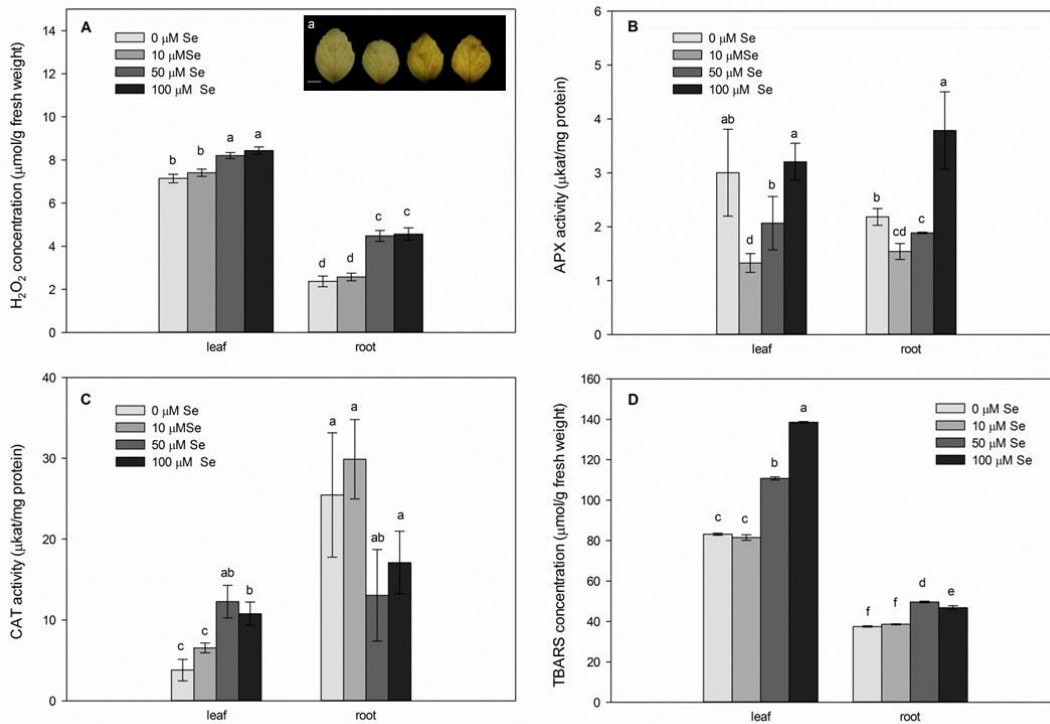 A
0 μM Se
10 μMSe
50 μM Se
100 μM Se
a
H₂O₂ concentration (μmol/g fresh weight)
14
12
10
8
6
4
2
0
b b a a
d d c c
leaf root
B
0 μM Se
10 μM Se
50 μM Se
100 μM Se
APX activity (μkat/mg protein)
6
5
4
3
2
1
0
ab d b a
b cd c a
leaf root
C
0 μM Se
10 μMSe
50 μM Se
100 μM Se
CAT activity (μkat/mg protein)
40
30
20
10
0
c c ab b
a a ab a
leaf root
D
0 μM Se
10 μM Se
50 μM Se
100 μM Se
TBARS concentration (μmol/g fresh weight)
160
140
120
100
80
60
40
20
0
c c b a
f f d e
leaf root